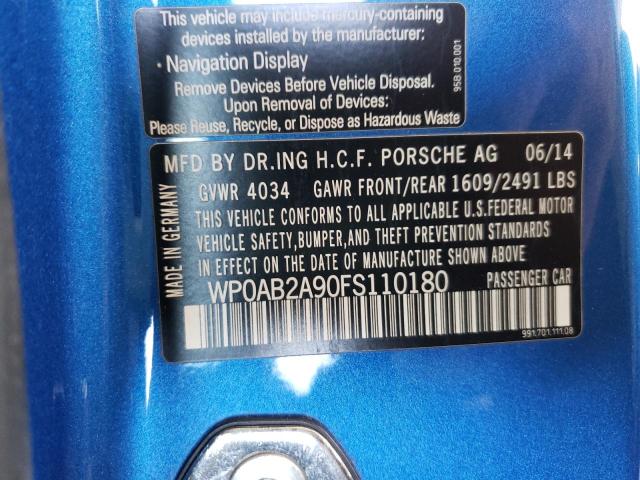 This vehicle may include mercury-containing
devices installed by the manufacturer:
· Navigation Display
Remove Devices Before Vehicle Disposal.
Upon Removal of Devices:
Please Reuse, Recycle, or Dispose as Hazardous Waste
95B.010.001
MFD BY DR.ING H.C.F. PORSCHE AG 06/14
GVWR 4034 GAWR FRONT/REAR 1609/2491 LBS
THIS VEHICLE CONFORMS TO ALL APPLICABLE U.S.FEDERAL MOTOR
VEHICLE SAFETY,BUMPER,AND THEFT PREVENTION STANDARDS
IN EFFECT ON THE DATE OF MANUFACTURE SHOWN ABOVE
WP0AB2A90FS110180 PASSENGER CAR
MADE IN GERMANY
991.701.111.08